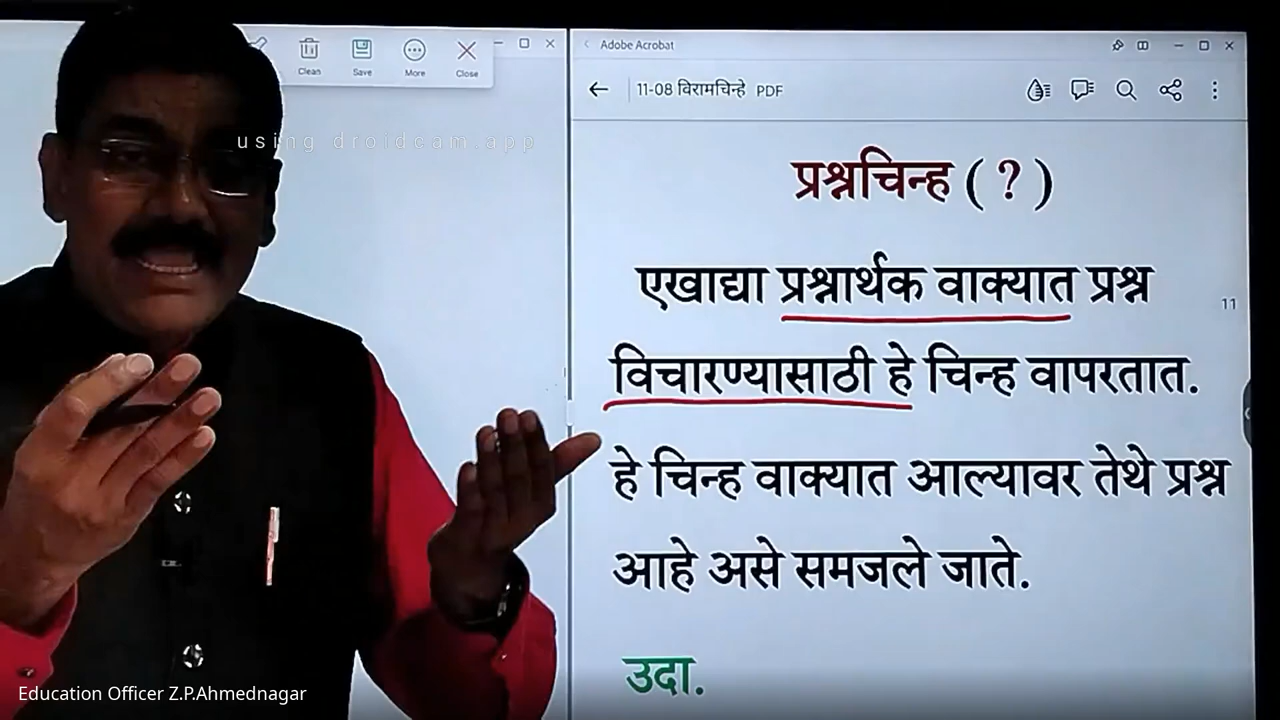 Clean
Save
More
Close
Adobe Acrobat
11-08 विरामचिन्हे PDF
using droidcam.app
प्रश्नचिन्ह ( ? )
एखाद्या प्रश्नार्थक वाक्यात प्रश्न
11
विचारण्यासाठी हे चिन्ह वापरतात.
हे चिन्ह वाक्यात आल्यावर तेथे प्रश्न
आहे असे समजले जाते.
उदा.
Education Officer Z.P.Ahmednagar